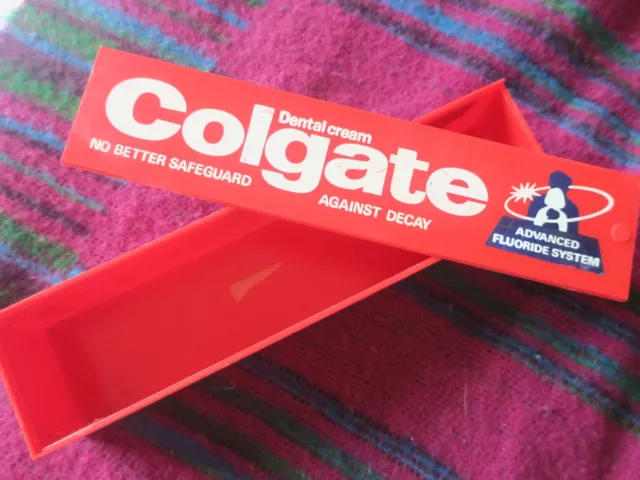 Dental cream
Colgate
NO BETTER SAFEGUARD
AGAINST DECAY
ADVANCED
FLUORIDE SYSTEM